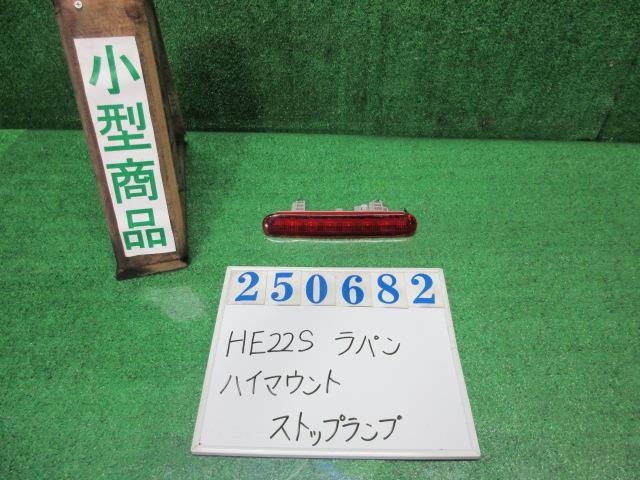 小型商品
250682
HE22S ラパン
ハイマウント
ストップランプ